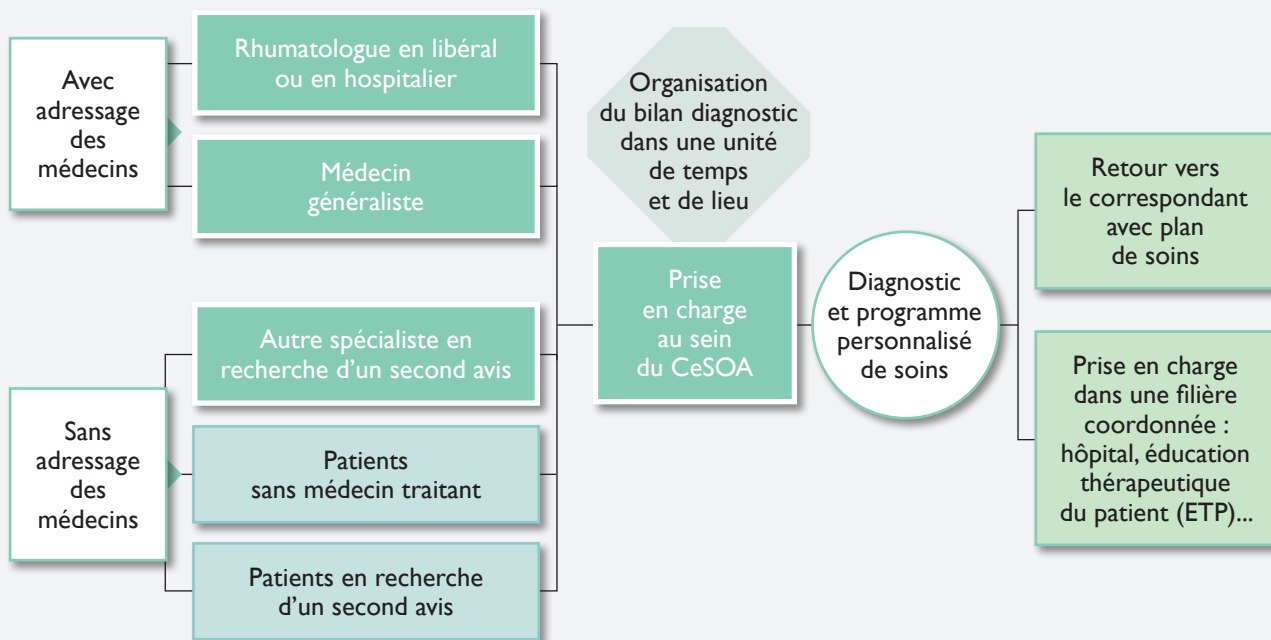 Avec
adressage
des
médecins
Rhumatologue en libéral
ou en hospitalier
Médecin
généraliste
Sans
adressage
des
médecins
Autre spécialiste en
recherche d’un second avis
Patients
sans médecin traitant
Patients en recherche
d’un second avis
Organisation
du bilan diagnostic
dans une unité
de temps
et de lieu
Prise
en charge
au sein
du CeSOA
Diagnostic
et programme
personnalisé
de soins
Retour vers
le correspondant
avec plan
de soins
Prise en charge
dans une filière
coordonnée :
hôpital, éducation
thérapeutique
du patient (ETP)...